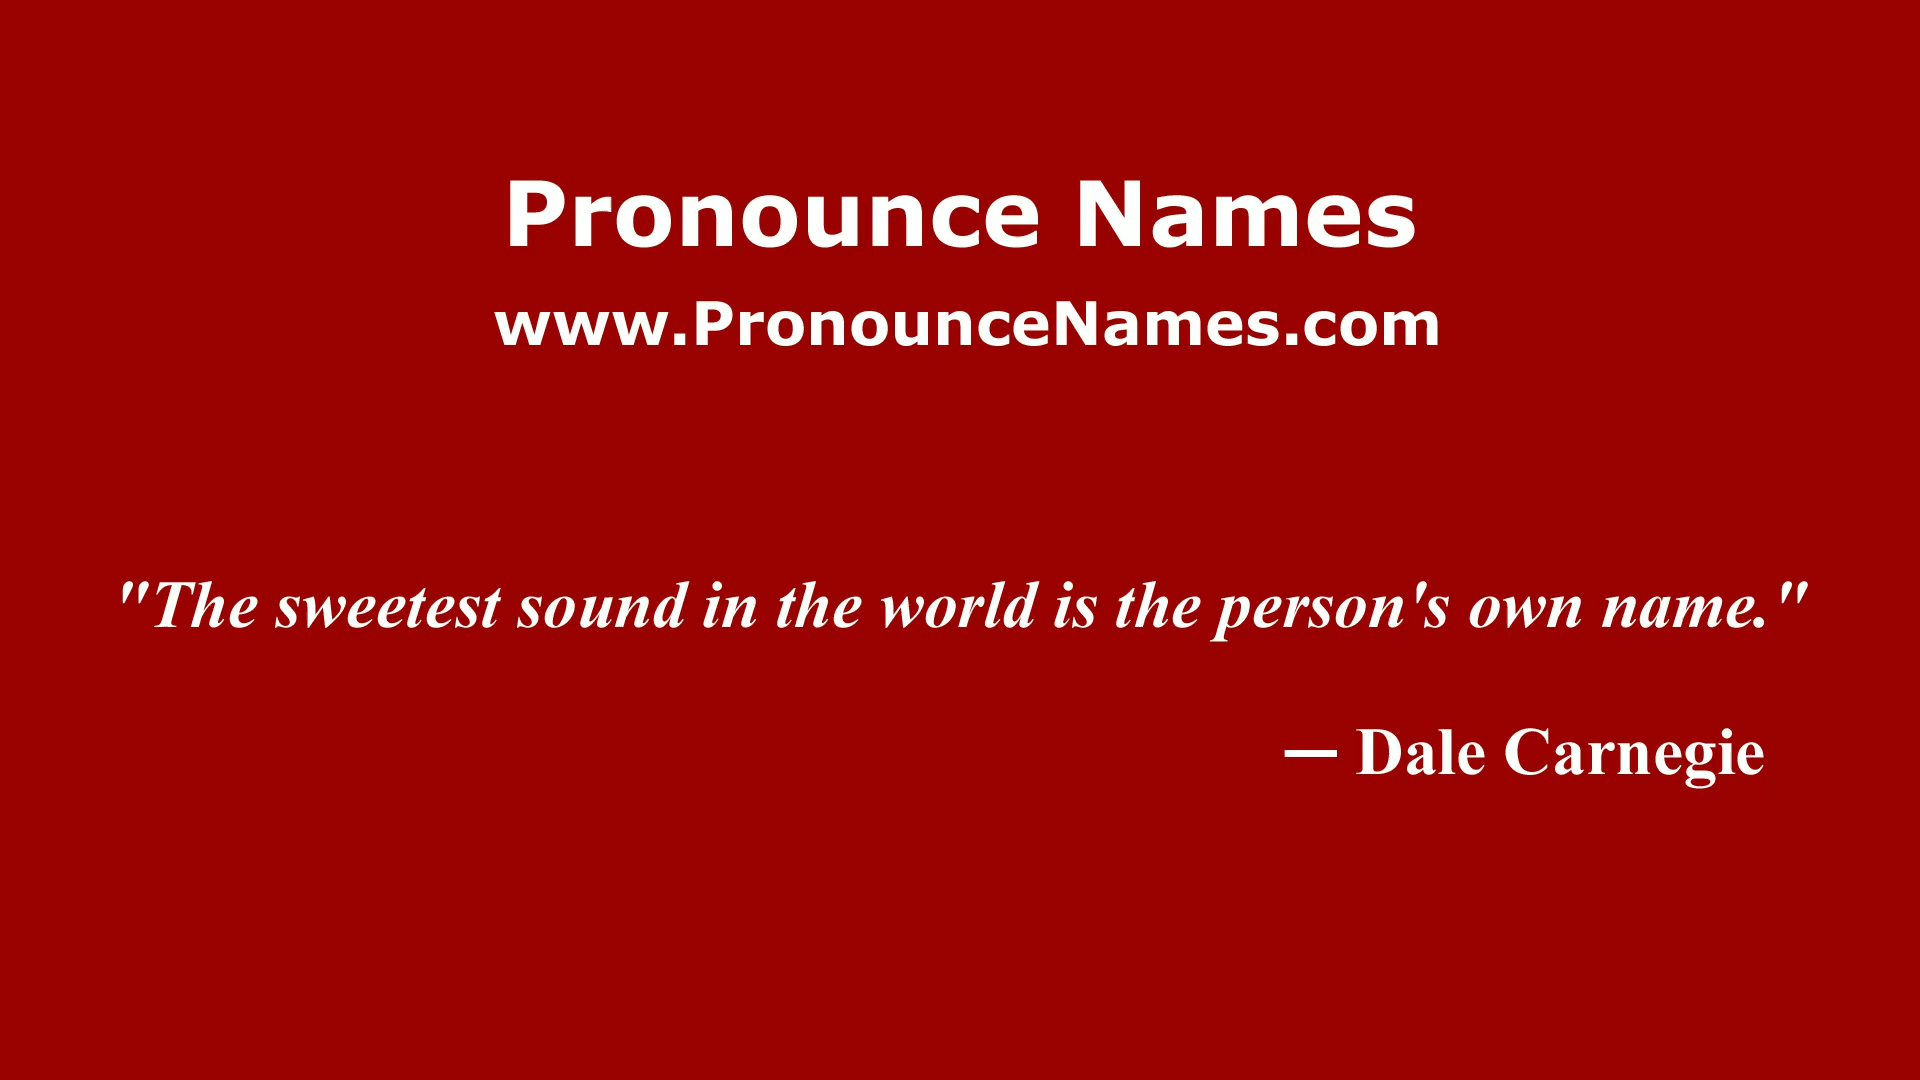 Pronounce Names
www.PronounceNames.com
"The sweetest sound in the world is the person's own name."
— Dale Carnegie